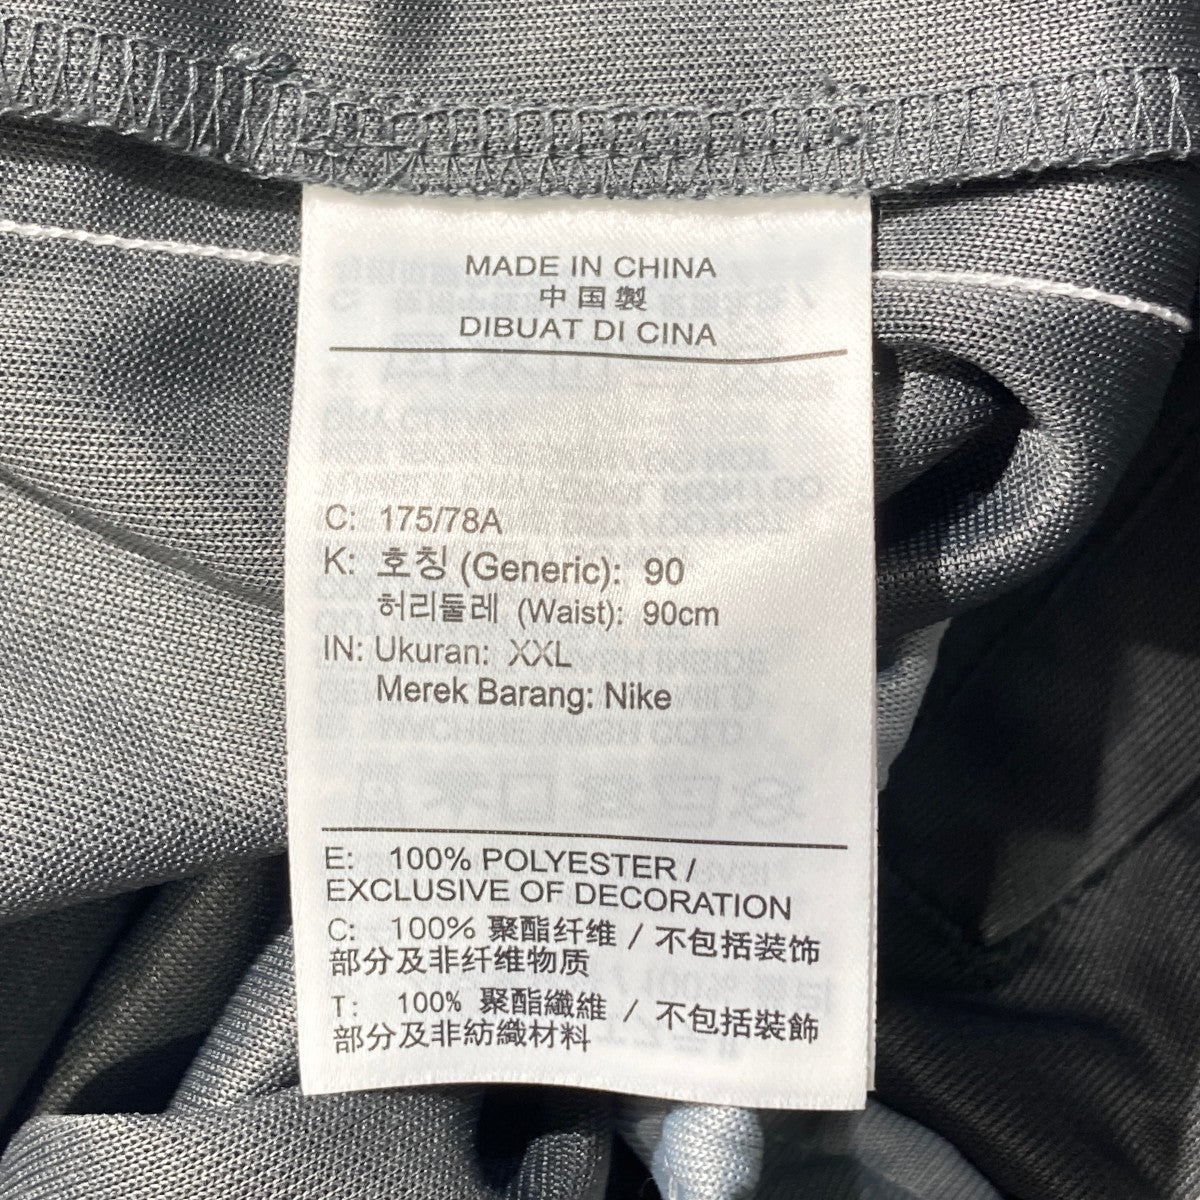 MADE IN CHINA
中国製
DIBUAT DI CINA
C: 175/78A
K: 호칭 (Generic): 90
허리둘레 (Waist): 90cm
IN: Ukuran: XXL
Merek Barang: Nike
E: 100% POLYESTER /
EXCLUSIVE OF DECORATION
C: 100% 聚酯纤维 / 不包括装饰
部分及非纤维物质
T: 100% 聚酯纖維 / 不包括裝飾
部分及非紡織材料